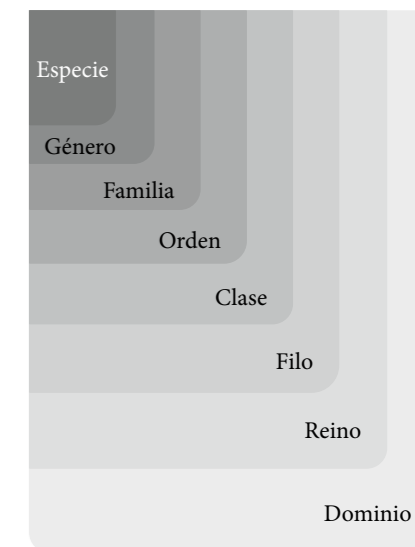 Especie
Género
Familia
Orden
Clase
Filo
Reino
Dominio